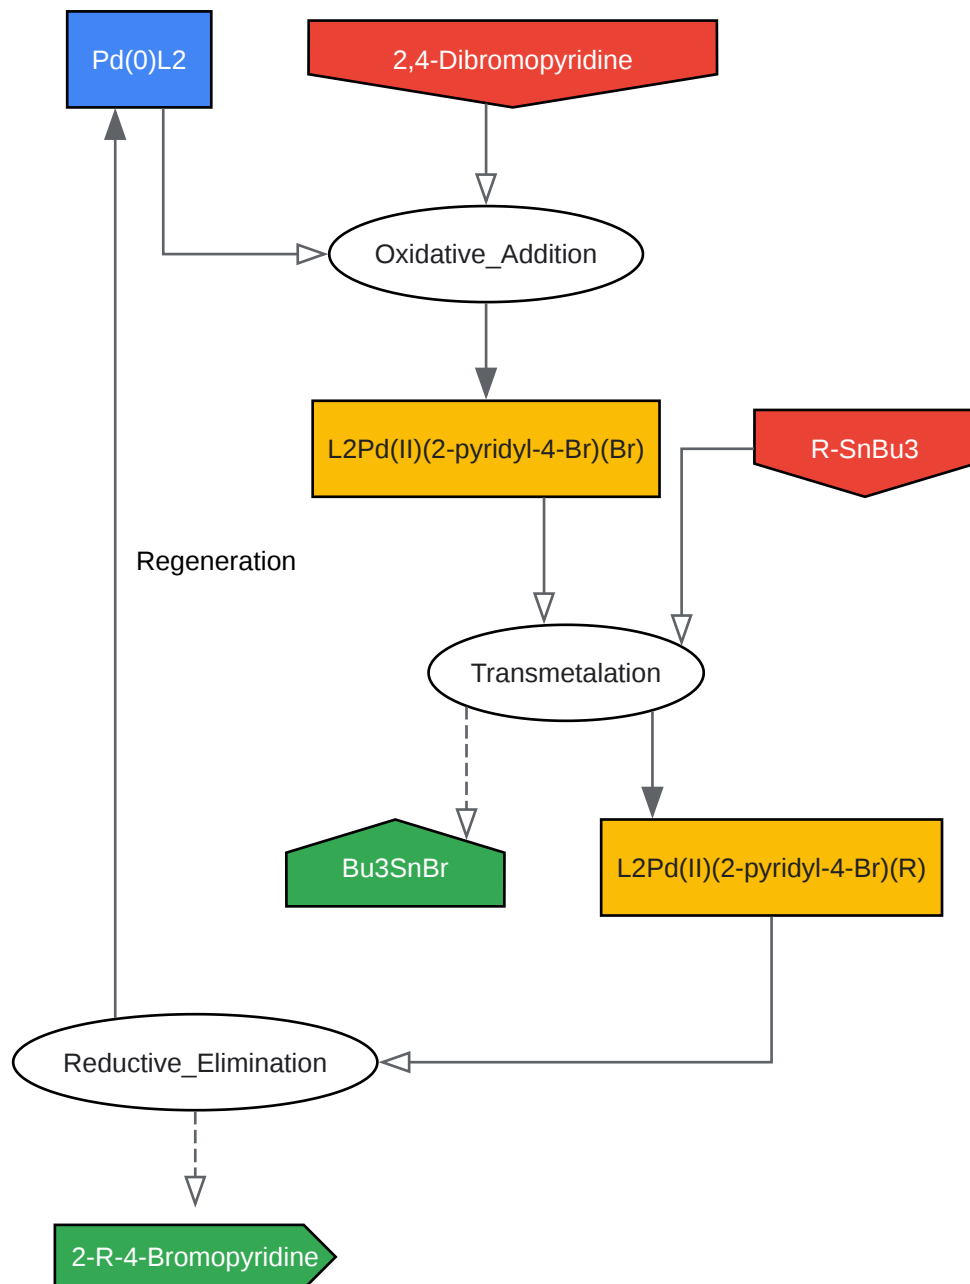 Pd(0)L2
2,4-Dibromopyridine
Oxidative_Addition
L2Pd(II)(2-pyridyl-4-Br)(Br)
R-SnBu3
Regeneration
Transmetalation
Bu3SnBr
L2Pd(II)(2-pyridyl-4-Br)(R)
Reductive_Elimination
2-R-4-Bromopyridine